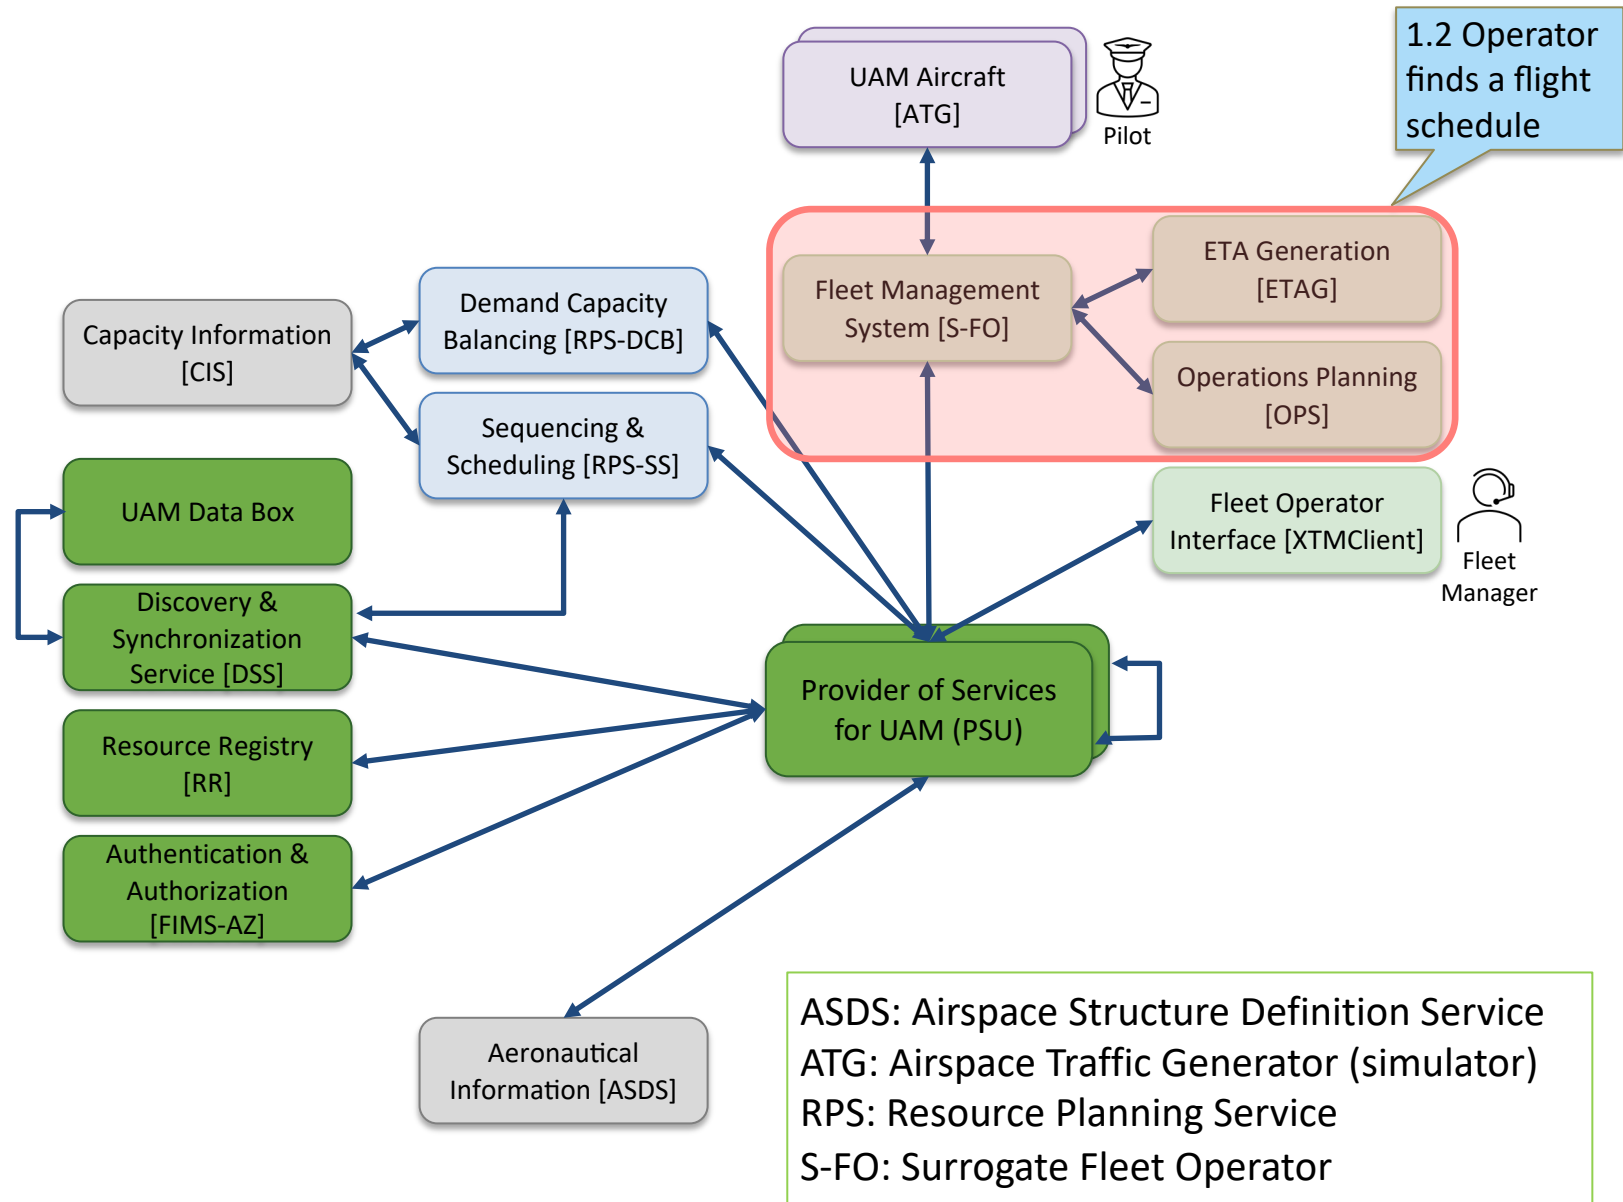 UAM Aircraft
[ATG]
Pilot
1.2 Operator
finds a flight
schedule
Fleet Management
System [S-FO]
ETA Generation
[ETAG]
Operations Planning
[OPS]
Demand Capacity
Balancing [RPS-DCB]
Capacity Information
[CIS]
Sequencing &
Scheduling [RPS-SS]
UAM Data Box
Fleet Operator
Interface [XTMClient]
Fleet
Manager
Discovery &
Synchronization
Service [DSS]
Provider of Services
for UAM (PSU)
Resource Registry
[RR]
Authentication &
Authorization
[FIMS-AZ]
Aeronautical
Information [ASDS]
ASDS: Airspace Structure Definition Service
ATG: Airspace Traffic Generator (simulator)
RPS: Resource Planning Service
S-FO: Surrogate Fleet Operator